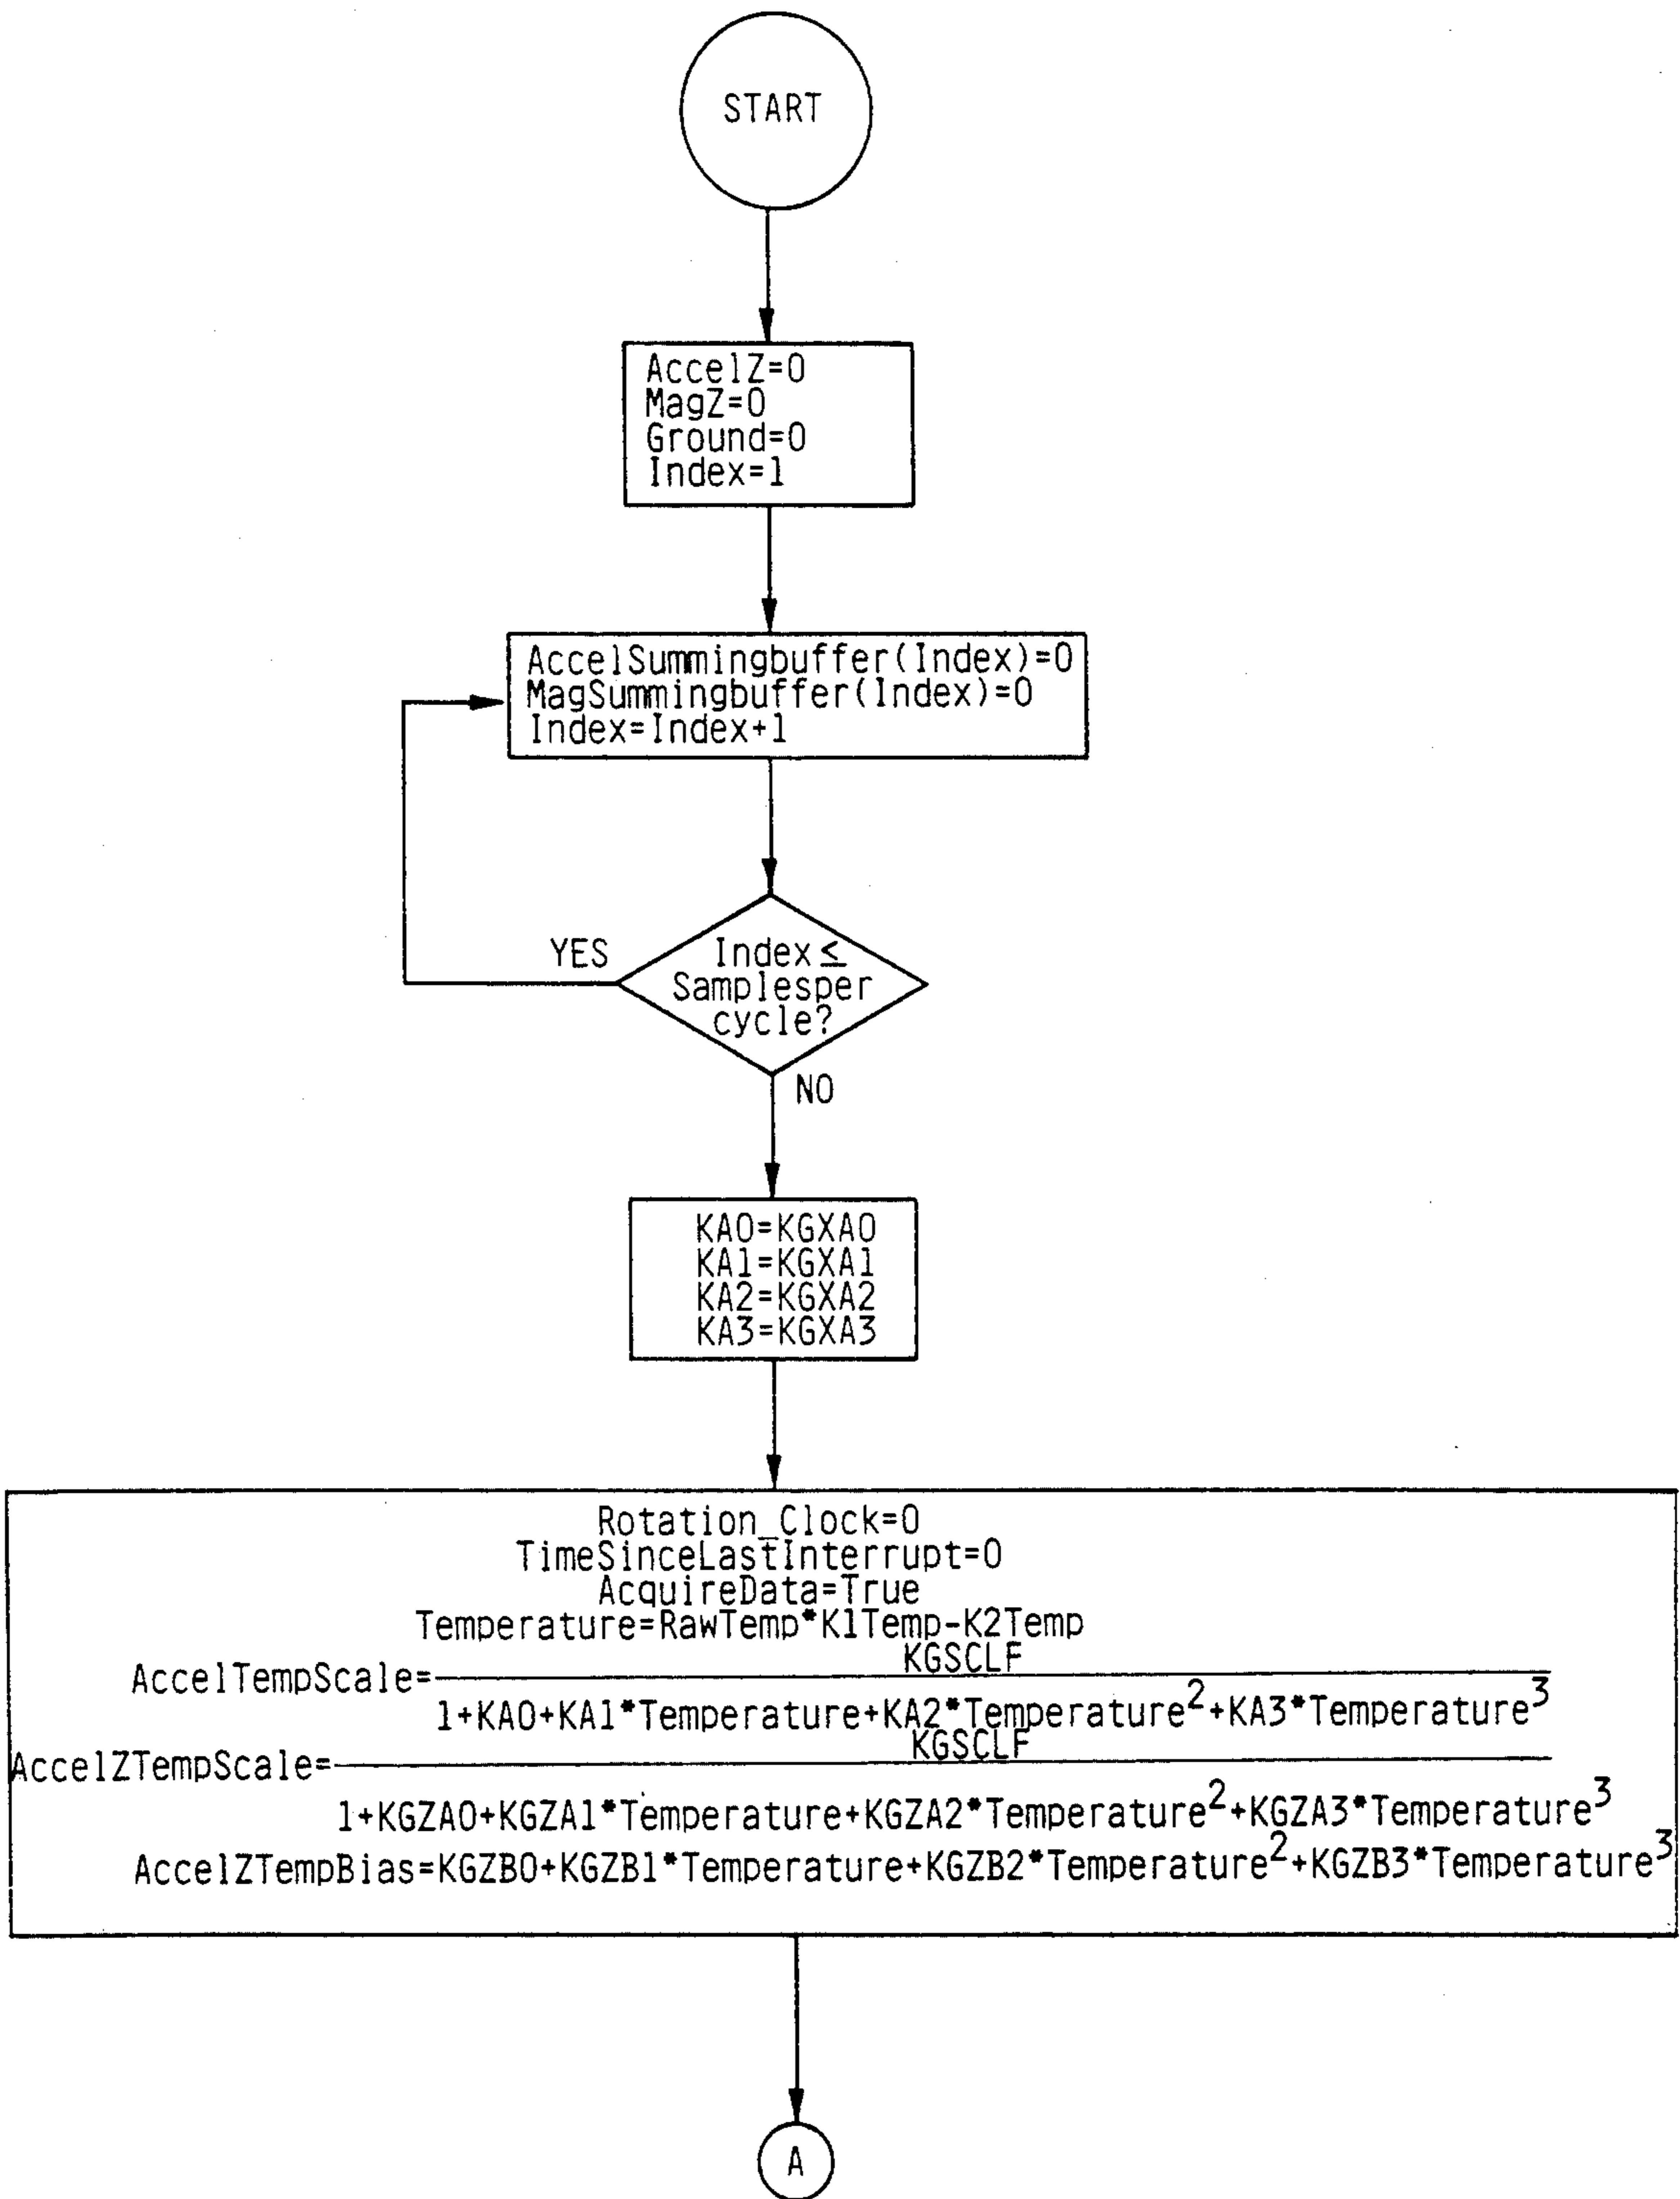 START
AccelZ=0
MagZ=0
Ground=0
Index=1
AccelSummingbuffer(Index)=0
MagSummingbuffer(Index)=0
Index=Index+1
YES
Index≤
Samplesper
cycle?
NO
KA0=KGXA0
KA1=KGXA1
KA2=KGXA2
KA3=KGXA3
Rotation_Clock=0
TimeSinceLastInterrupt=0
AcquireData=True
Temperature=RawTemp*K1Temp-K2Temp
KGSCLF
AccelTempScale=
1+KA0+KA1*Temperature+KA2*Temperature²+KA3*Temperature³
KGSCLF
AccelZTempScale=
1+KGZA0+KGZA1*Temperature+KGZA2*Temperature²+KGZA3*Temperature³
AccelZTempBias=KGZB0+KGZB1*Temperature+KGZB2*Temperature²+KGZB3*Temperature³
A